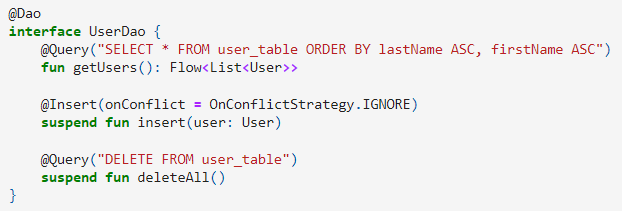 @Dao
interface UserDao {
    @Query("SELECT * FROM user_table ORDER BY lastName ASC, firstName ASC")
    fun getUsers(): Flow<List<User>>

    @Insert(onConflict = OnConflictStrategy.IGNORE)
    suspend fun insert(user: User)

    @Query("DELETE FROM user_table")
    suspend fun deleteAll()
}